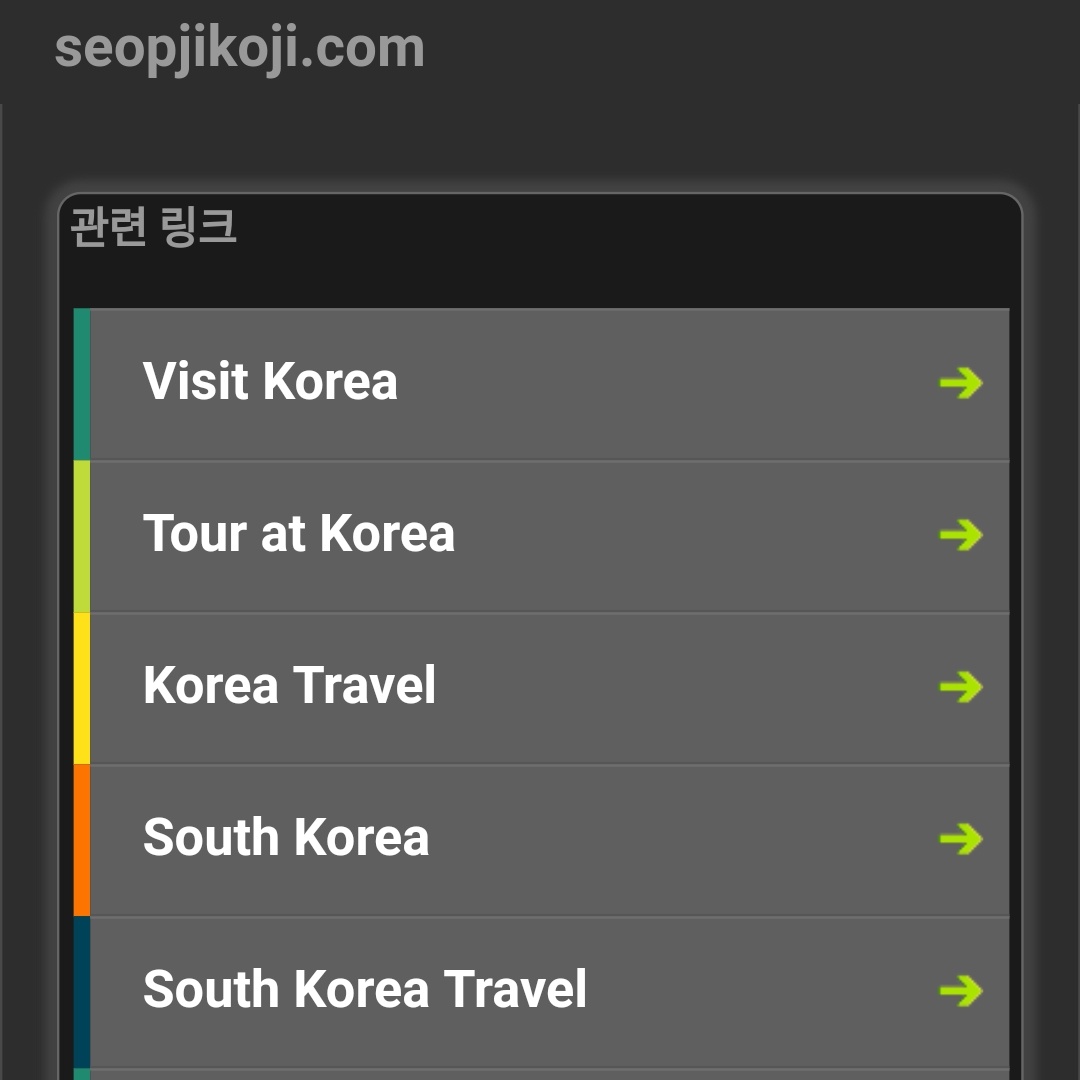 seopjikoji.com
관련 링크
Visit Korea
Tour at Korea
Korea Travel
South Korea
South Korea Travel